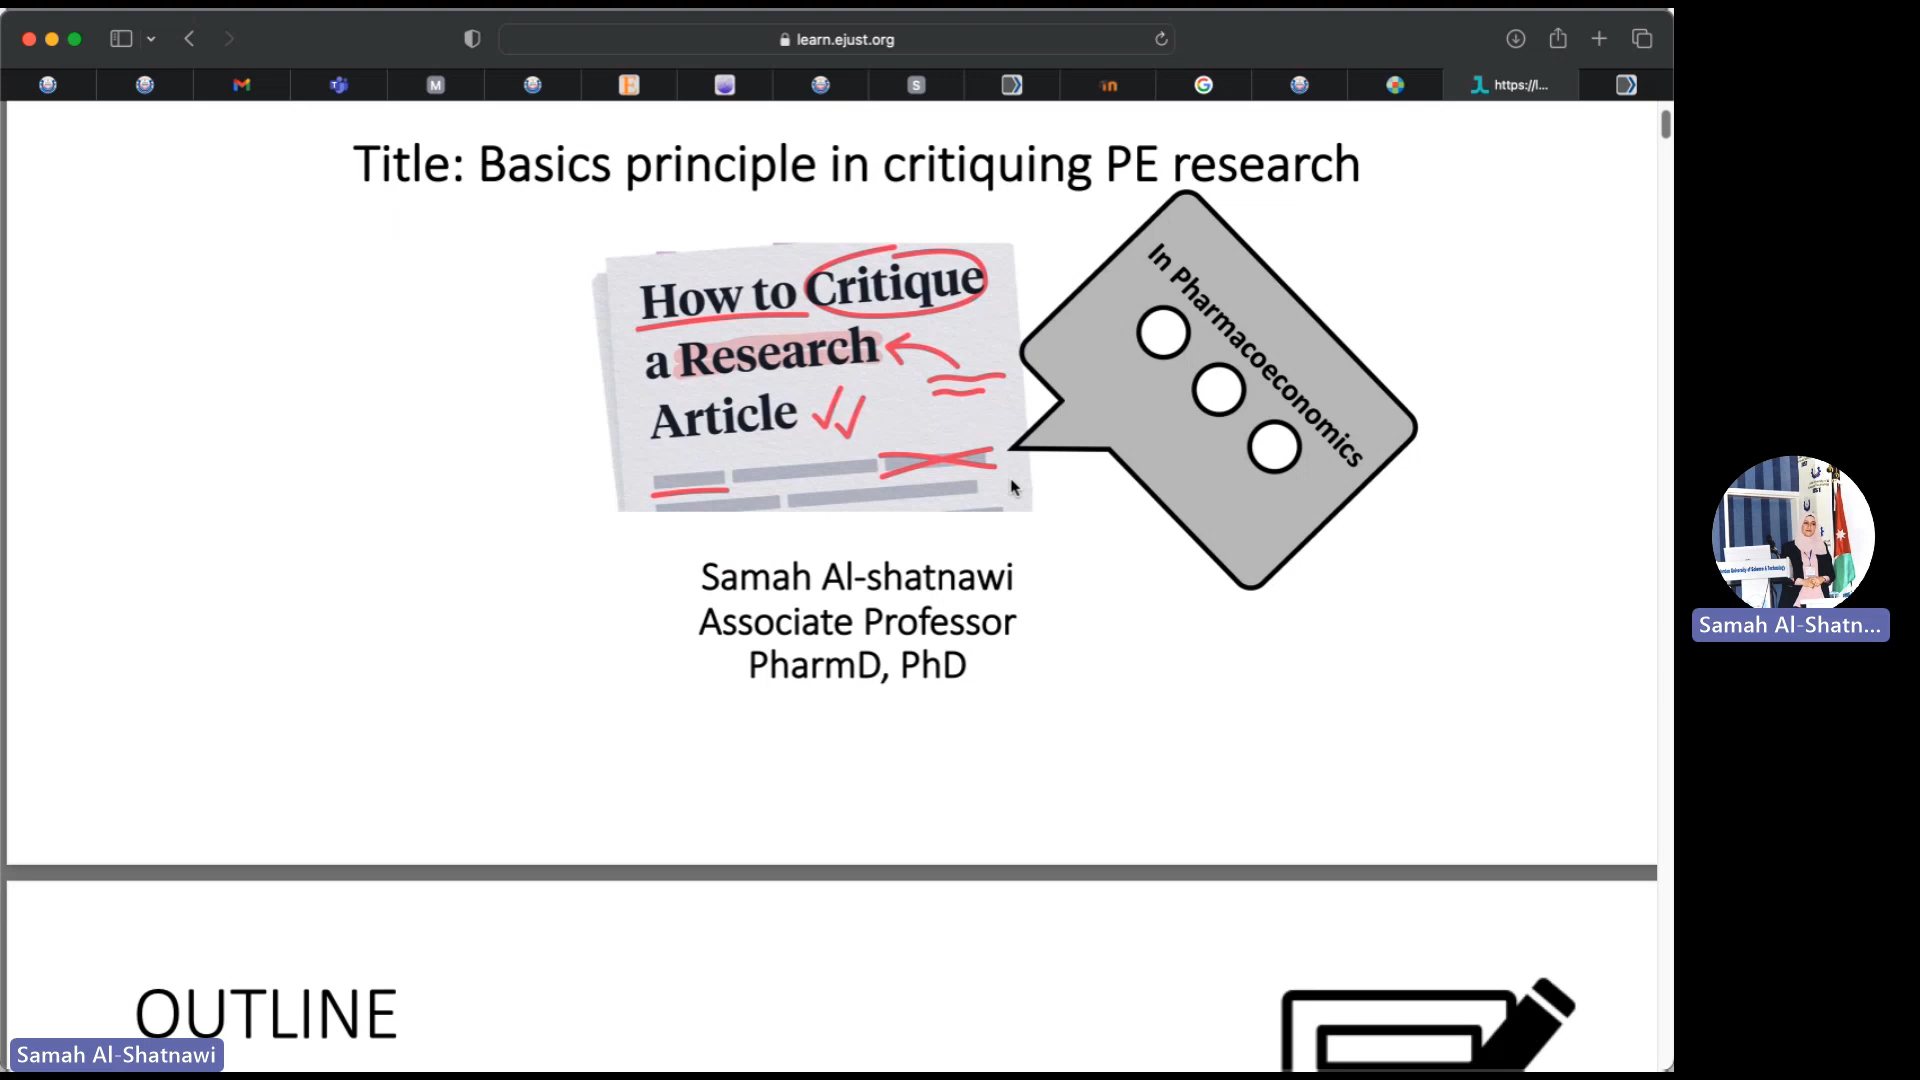 learn.ejust.org
M
S
https://l...
Title: Basics principle in critiquing PE research
How to Critique
a Research
Article
In Pharmacoeconomics
Samah Al-shatnawi
Associate Professor
PharmD, PhD
Samah Al-Shatn...
OUTLINE
Samah Al-Shatnawi